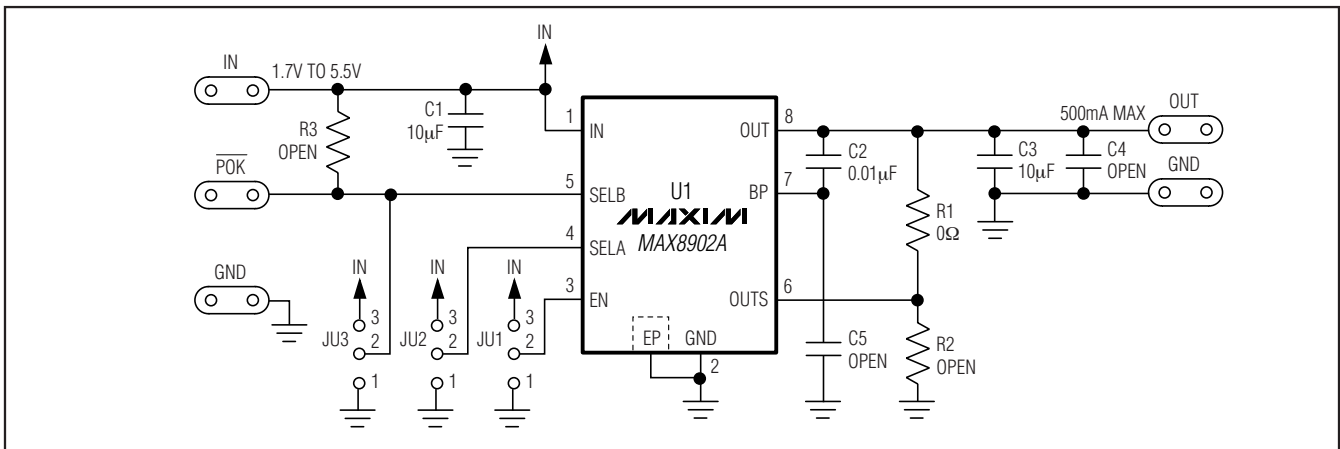 IN
IN
1.7V TO 5.5V
C1
10µF
R3
OPEN
1
IN
OUT
8
500mA MAX
OUT
C2
0.01µF
C3
10µF
C4
OPEN
GND
POK
5
SELB
U1
BP
7
MAXIM
MAX8902A
R1
0Ω
4
SELA
GND
IN
IN
IN
3
EN
OUTS
6
JU3
3
2
1
JU2
3
2
1
JU1
3
2
1
EP
GND
2
C5
OPEN
R2
OPEN